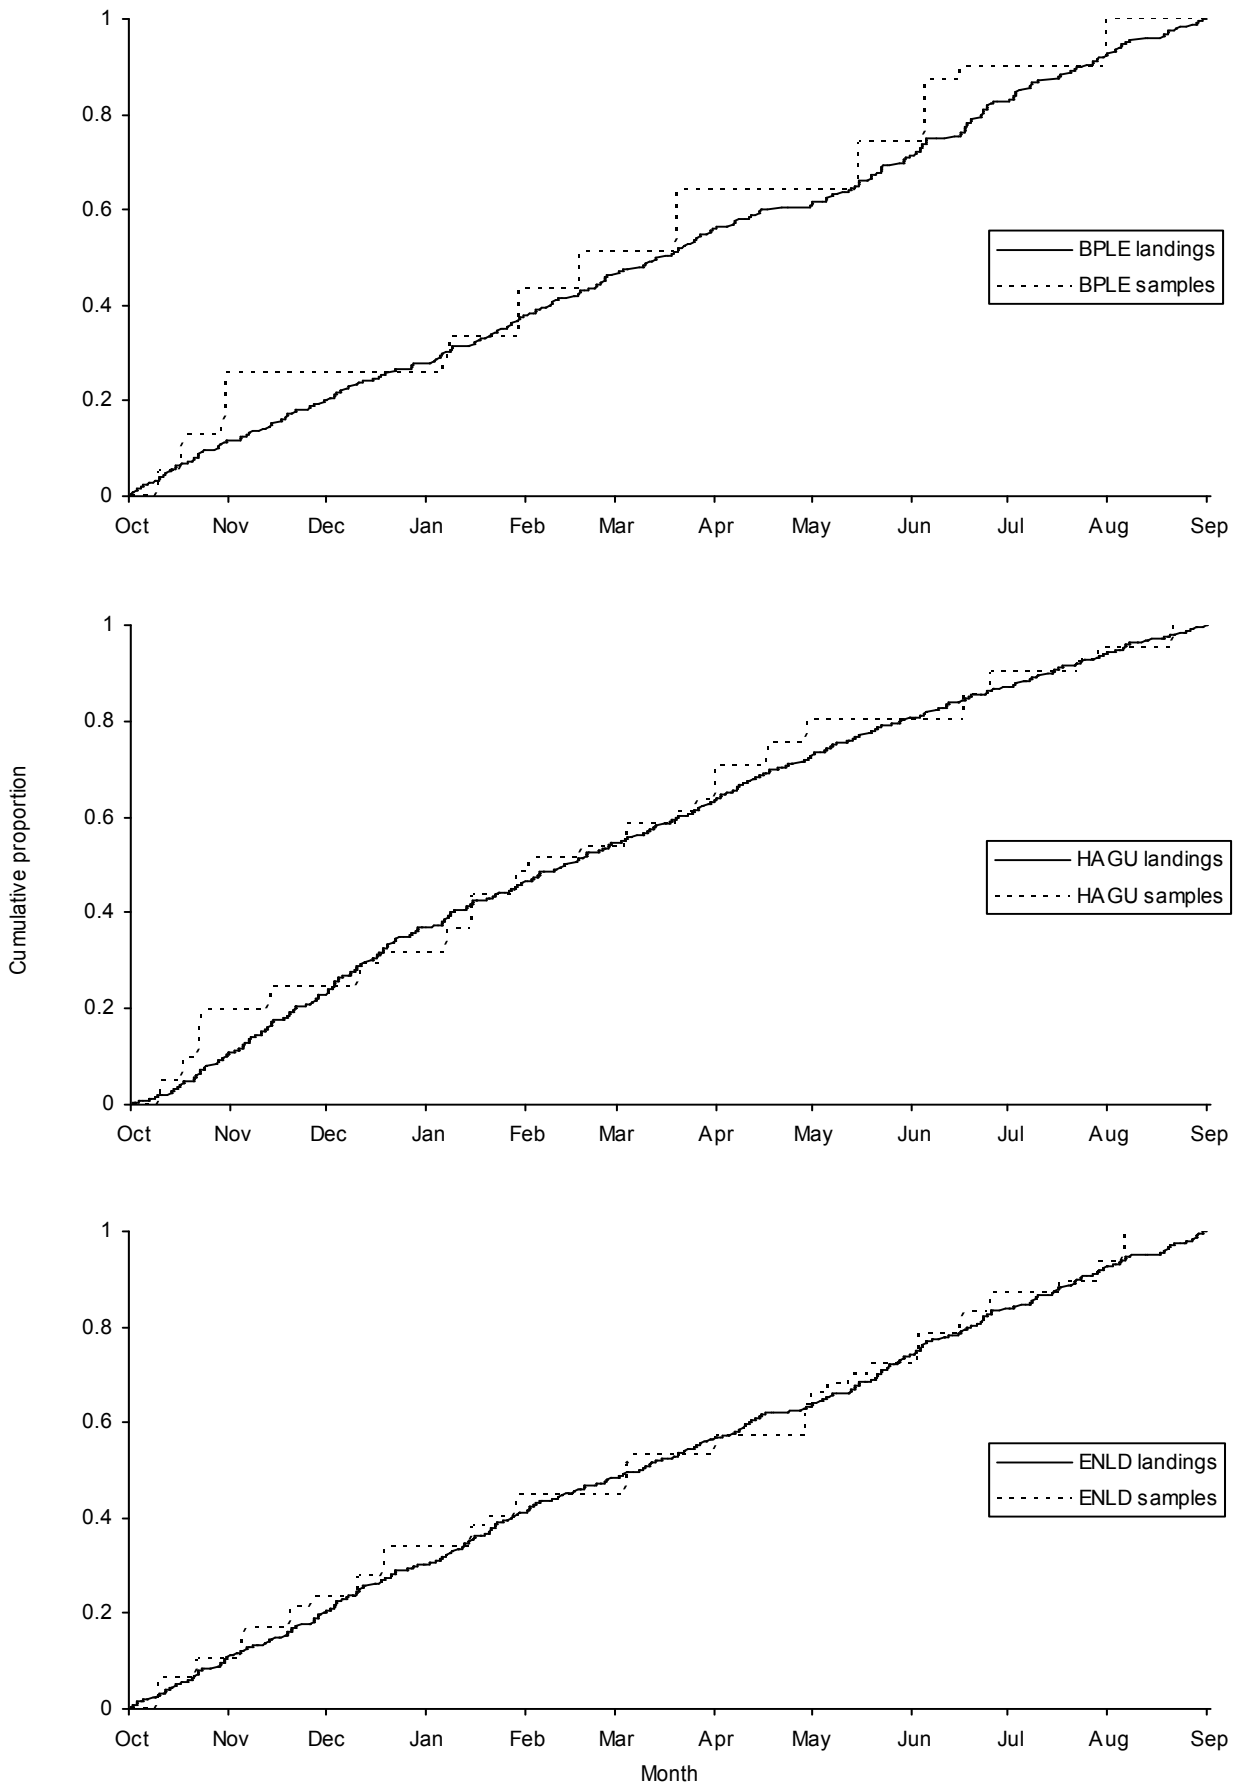 1
0.8
0.6
0.4
0.2
0
Oct Nov Dec Jan Feb Mar Apr May Jun Jul Aug Sep
BPLE landings
BPLE samples
Cumulative proportion
1
0.8
0.6
0.4
0.2
0
Oct Nov Dec Jan Feb Mar Apr May Jun Jul Aug Sep
HAGU landings
HAGU samples
1
0.8
0.6
0.4
0.2
0
Oct Nov Dec Jan Feb Mar Apr May Jun Jul Aug Sep
ENLD landings
ENLD samples
Month